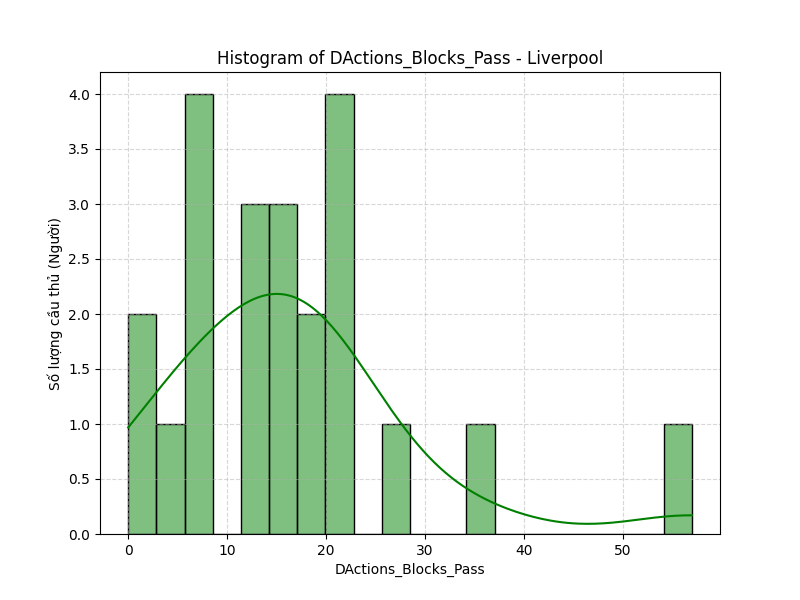 Histogram of DActions_Blocks_Pass - Liverpool
Số lượng cầu thủ (Người)
4.0
3.5
3.0
2.5
2.0
1.5
1.0
0.5
0.0
0 10 20 30 40 50
DActions_Blocks_Pass